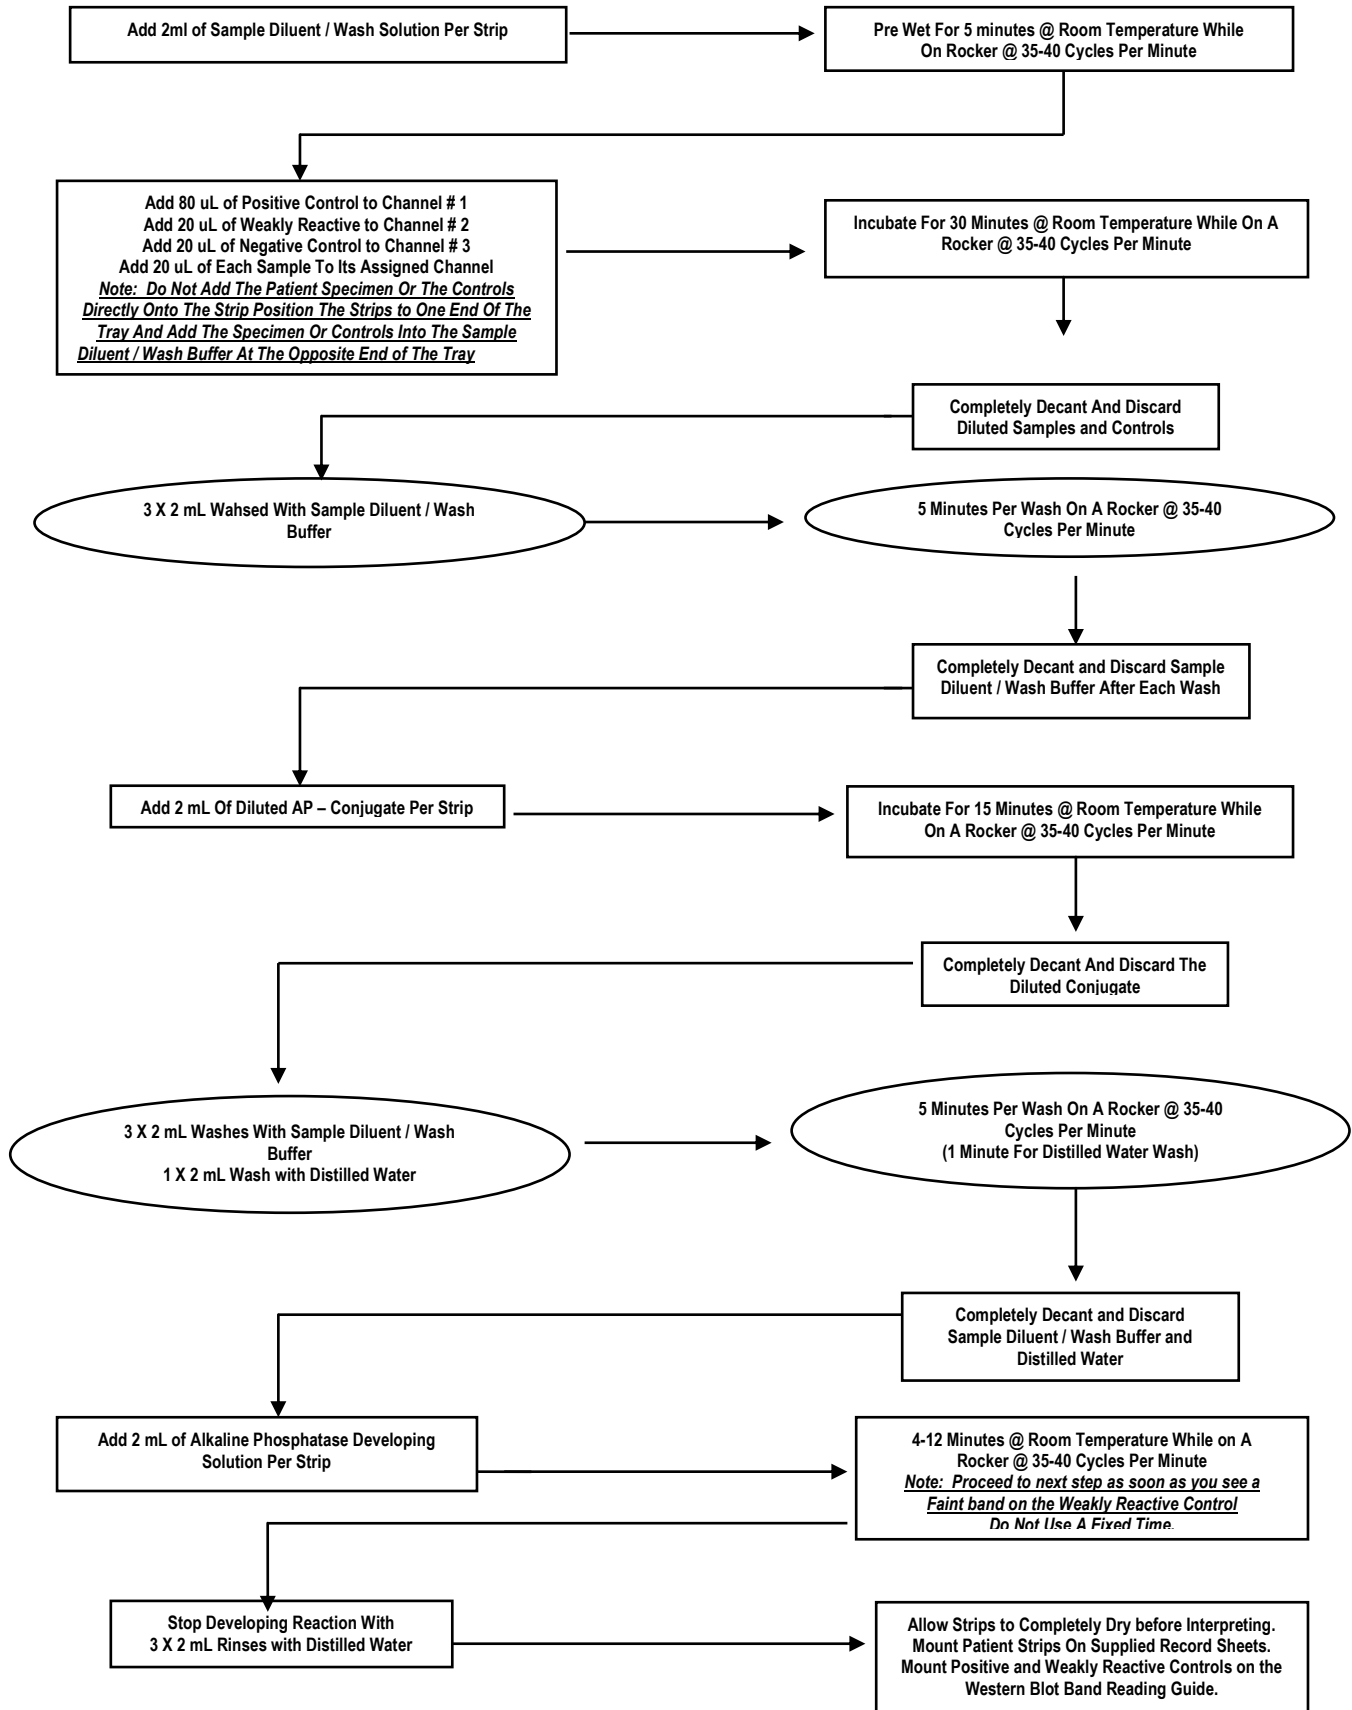 Add 2ml of Sample Diluent / Wash Solution Per Strip
Pre Wet For 5 minutes @ Room Temperature While
On Rocker @ 35-40 Cycles Per Minute
Add 80 uL of Positive Control to Channel # 1
Add 20 uL of Weakly Reactive to Channel # 2
Add 20 uL of Negative Control to Channel # 3
Add 20 uL of Each Sample To Its Assigned Channel
Note:  Do Not Add The Patient Specimen Or The Controls
Directly Onto The Strip Position The Strips to One End Of The
Tray And Add The Specimen Or Controls Into The Sample
Diluent / Wash Buffer At The Opposite End of The Tray
Incubate For 30 Minutes @ Room Temperature While On A
Rocker @ 35-40 Cycles Per Minute
Completely Decant And Discard
Diluted Samples and Controls
3 X 2 mL Wahsed With Sample Diluent / Wash
Buffer
5 Minutes Per Wash On A Rocker @ 35-40
Cycles Per Minute
Completely Decant and Discard Sample
Diluent / Wash Buffer After Each Wash
Add 2 mL Of Diluted AP – Conjugate Per Strip
Incubate For 15 Minutes @ Room Temperature While
On A Rocker @ 35-40 Cycles Per Minute
Completely Decant And Discard The
Diluted Conjugate
3 X 2 mL Washes With Sample Diluent / Wash
Buffer
1 X 2 mL Wash with Distilled Water
5 Minutes Per Wash On A Rocker @ 35-40
Cycles Per Minute
(1 Minute For Distilled Water Wash)
Completely Decant and Discard
Sample Diluent / Wash Buffer and
Distilled Water
Add 2 mL of Alkaline Phosphatase Developing
Solution Per Strip
4-12 Minutes @ Room Temperature While on A
Rocker @ 35-40 Cycles Per Minute
Note:  Proceed to next step as soon as you see a
Faint band on the Weakly Reactive Control
Do Not Use A Fixed Time.
Stop Developing Reaction With
3 X 2 mL Rinses with Distilled Water
Allow Strips to Completely Dry before Interpreting.
Mount Patient Strips On Supplied Record Sheets.
Mount Positive and Weakly Reactive Controls on the
Western Blot Band Reading Guide.